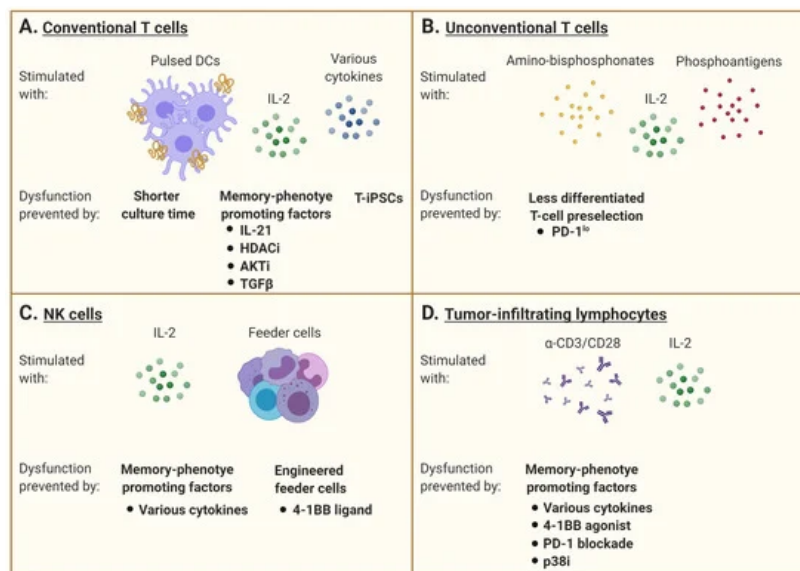 A. Conventional T cells
Stimulated
with:
Pulsed DCs
IL-2
Various
cytokines
Dysfunction
prevented by:
Shorter
culture time
Memory-phenotye
promoting factors
• IL-21
• HDACi
• AKTi
• TGFβ
T-iPSCs
B. Unconventional T cells
Stimulated
with:
Amino-bisphosphonates
IL-2
Phosphoantigens
Dysfunction
prevented by:
Less differentiated
T-cell preselection
• PD-1lo
C. NK cells
Stimulated
with:
IL-2
Feeder cells
Dysfunction
prevented by:
Memory-phenotye
promoting factors
• Various cytokines
Engineered
feeder cells
• 4-1BB ligand
D. Tumor-infiltrating lymphocytes
Stimulated
with:
α-CD3/CD28
IL-2
Dysfunction
prevented by:
Memory-phenotye
promoting factors
• Various cytokines
• 4-1BB agonist
• PD-1 blockade
• p38i